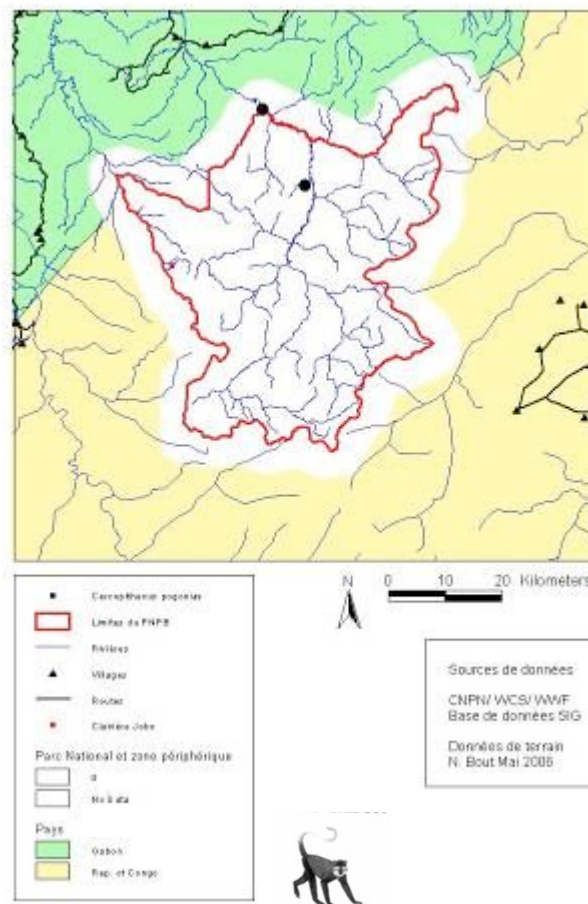 N 0 10 20 Kilometers
Cercopithecus pogonias
Limites du PNPB
Rivières
Villages
Routes
Clairière
Parc National et zone périphérique
0
No Data
Pays
Gabon
Rep. of Congo
Sources de données
CNPN/ WCS/ WWF
Base de données SIG
Données de terrain
N. Bout Mai 2006